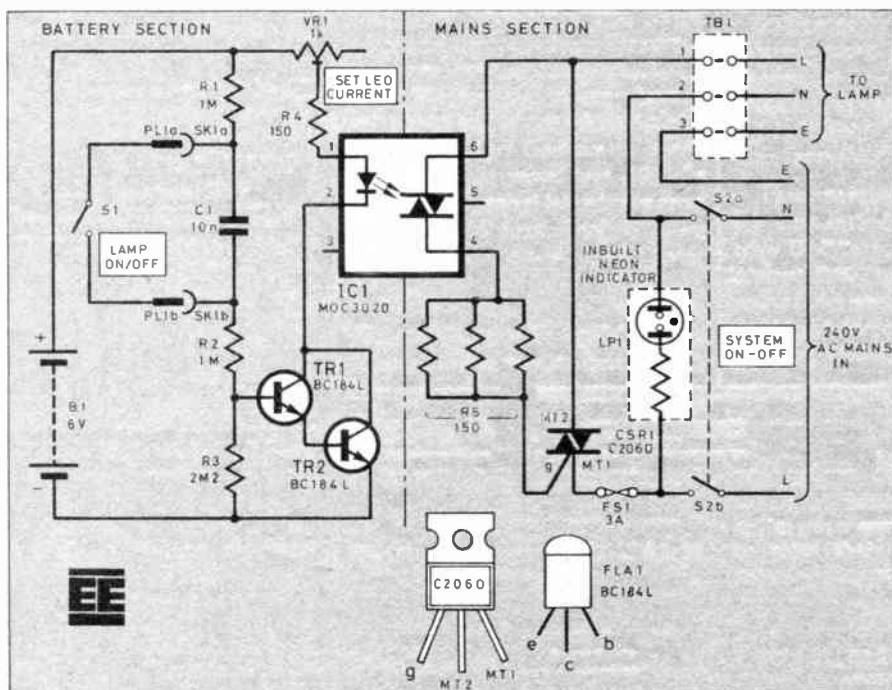 BATTERY SECTION
MAINS SECTION
VR1
1k
TB1
R1
1M
SET LED
CURRENT
R4
150
1
L
2
N
3
E
TO
LAMP
PL1a SK1a
1
6
2
5
3
4
E
N
S2a
S1
C1
10n
LAMP
ON/OFF
IC1
MOC3020
INBUILT
NEON
INDICATOR
PL1b SK1b
LP1
SYSTEM
ON-OFF
240V
AC MAINS
IN
R2
1M
TR1
BC184L
R5
150
MT2
CSR1
C206D
g
MT1
+
B1
6V
-
R3
2M2
TR2
BC184L
FS1
3A
S2b
L
EE
C206D
g
MT2
MT1
FLAT
BC184L
e
c
b